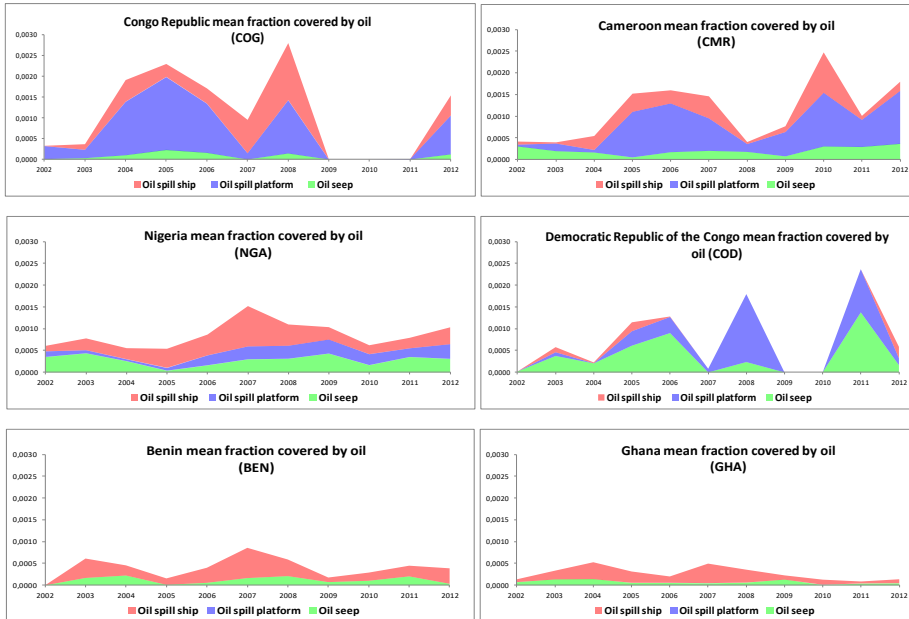 Congo Republic mean fraction covered by oil
(COG)
0,0030
0,0025
0,0020
0,0015
0,0010
0,0005
0,0000
2002 2003 2004 2005 2006 2007 2008 2009 2010 2011 2012
Oil spill ship Oil spill platform Oil seep
Cameroon mean fraction covered by oil
(CMR)
0,0030
0,0025
0,0020
0,0015
0,0010
0,0005
0,0000
2002 2003 2004 2005 2006 2007 2008 2009 2010 2011 2012
Oil spill ship Oil spill platform Oil seep
Nigeria mean fraction covered by oil
(NGA)
0,0030
0,0025
0,0020
0,0015
0,0010
0,0005
0,0000
2002 2003 2004 2005 2006 2007 2008 2009 2010 2011 2012
Oil spill ship Oil spill platform Oil seep
Democratic Republic of the Congo mean fraction covered by
oil (COD)
0,0030
0,0025
0,0020
0,0015
0,0010
0,0005
0,0000
2002 2003 2004 2005 2006 2007 2008 2009 2010 2011 2012
Oil spill ship Oil spill platform Oil seep
Benin mean fraction covered by oil
(BEN)
0,0030
0,0025
0,0020
0,0015
0,0010
0,0005
0,0000
2002 2003 2004 2005 2006 2007 2008 2009 2010 2011 2012
Oil spill ship Oil spill platform Oil seep
Ghana mean fraction covered by oil
(GHA)
0,0030
0,0025
0,0020
0,0015
0,0010
0,0005
0,0000
2002 2003 2004 2005 2006 2007 2008 2009 2010 2011 2012
Oil spill ship Oil spill platform Oil seep